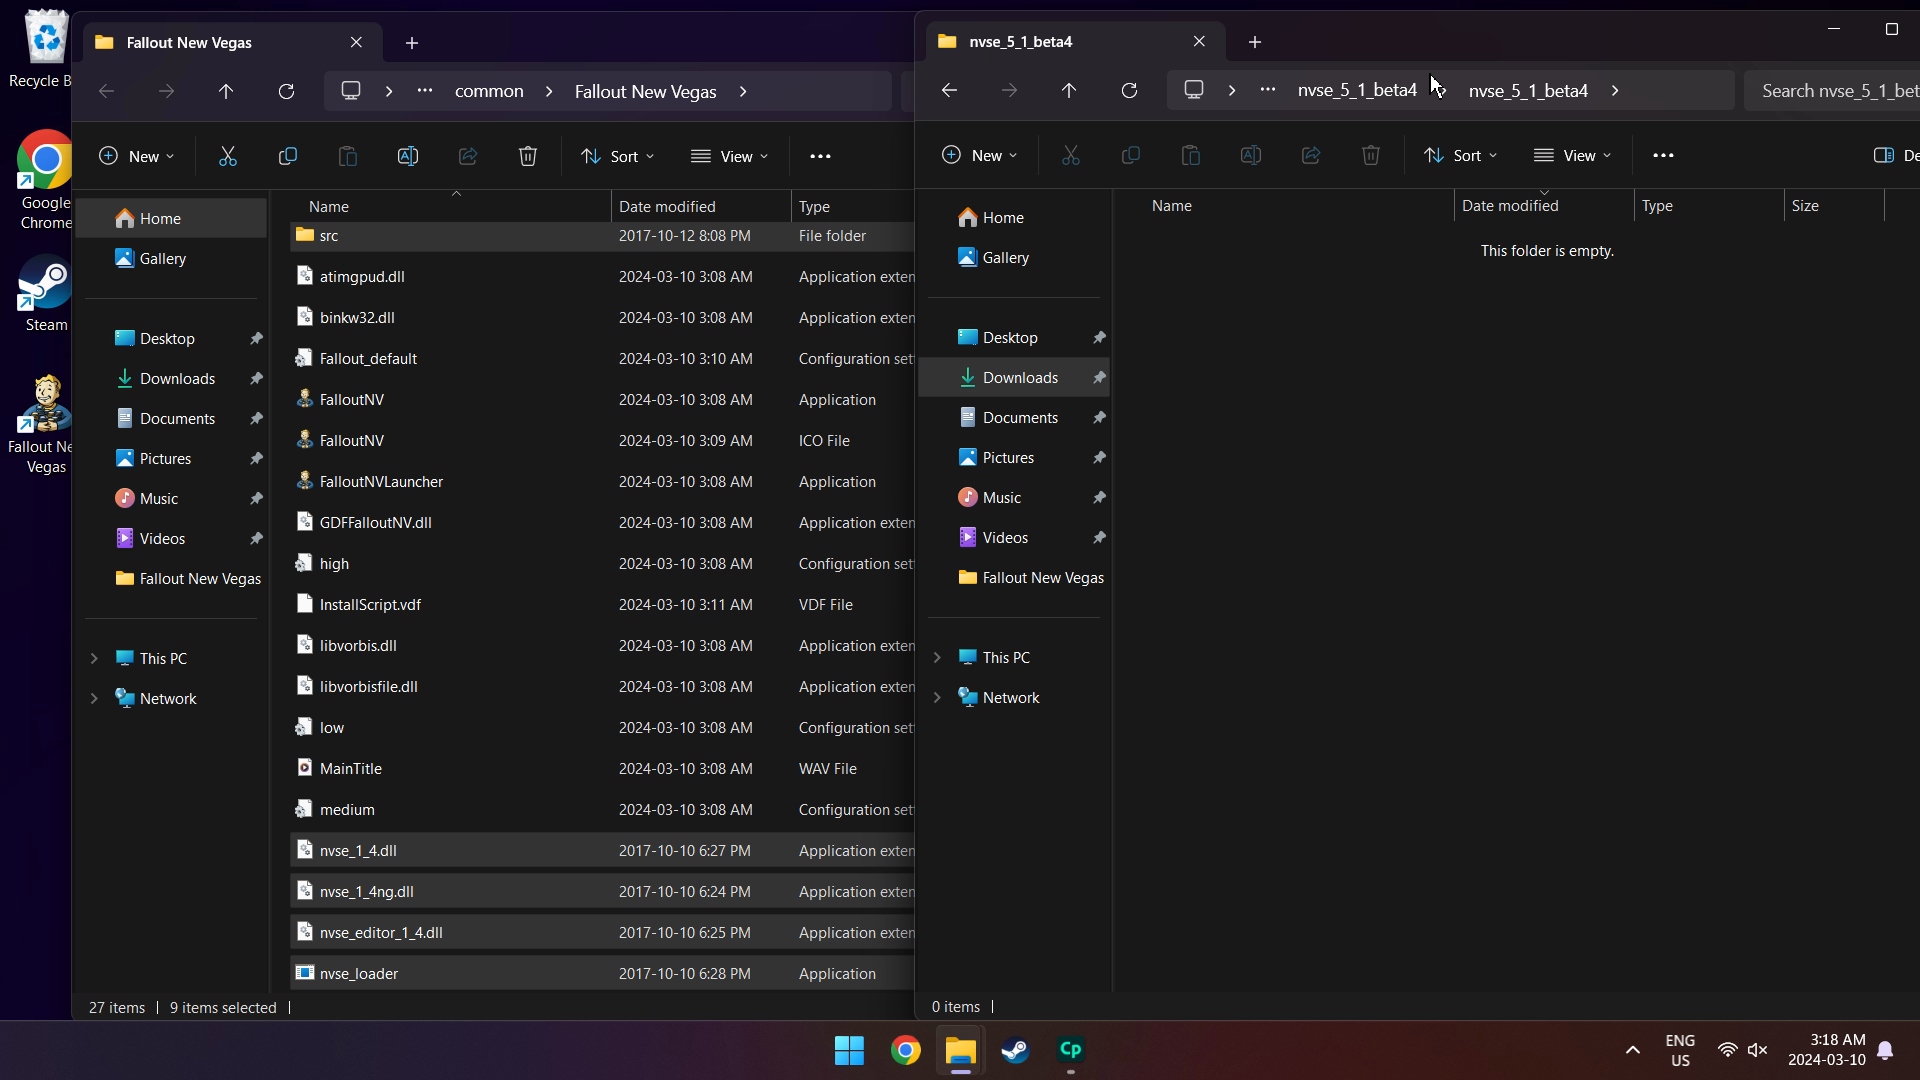 Recycle B
Google
Chrome
Steam
Fallout Ne
Vegas
Fallout New Vegas
common
Fallout New Vegas
New
Sort
View
Home
Gallery
Desktop
Downloads
Documents
Pictures
Music
Videos
Fallout New Vegas
This PC
Network
Name Date modified Type
src 2017-10-12 8:08 PM File folder
atimgpud.dll 2024-03-10 3:08 AM Application exten
binkw32.dll 2024-03-10 3:08 AM Application exten
Fallout_default 2024-03-10 3:10 AM Configuration set
FalloutNV 2024-03-10 3:08 AM Application
FalloutNV 2024-03-10 3:09 AM ICO File
FalloutNVLauncher 2024-03-10 3:08 AM Application
GDFFalloutNV.dll 2024-03-10 3:08 AM Application exten
high 2024-03-10 3:08 AM Configuration set
InstallScript.vdf 2024-03-10 3:11 AM VDF File
libvorbis.dll 2024-03-10 3:08 AM Application exten
libvorbisfile.dll 2024-03-10 3:08 AM Application exten
low 2024-03-10 3:08 AM Configuration set
MainTitle 2024-03-10 3:08 AM WAV File
medium 2024-03-10 3:08 AM Configuration set
nvse_1_4.dll 2017-10-10 6:27 PM Application exten
nvse_1_4ng.dll 2017-10-10 6:24 PM Application exten
nvse_editor_1_4.dll 2017-10-10 6:25 PM Application exten
nvse_loader 2017-10-10 6:28 PM Application
27 items 9 items selected
nvse_5_1_beta4
nvse_5_1_beta4 nvse_5_1_beta4
Search nvse_5_1_bet
New
Sort
View
De
Home
Gallery
Desktop
Downloads
Documents
Pictures
Music
Videos
Fallout New Vegas
This PC
Network
Name Date modified Type Size
This folder is empty.
0 items
Cp
ENG
US
3:18 AM
2024-03-10